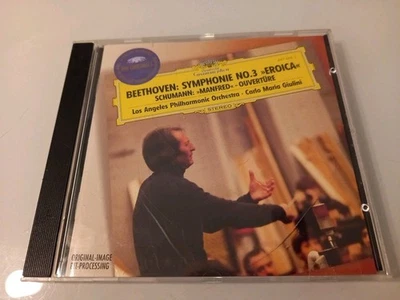 BEETHOVEN: SYMPHONIE NO.3 »EROICA«
SCHUMANN: »MANFRED« · OUVERTÜRE
Los Angeles Philharmonic Orchestra · Carlo Maria Giulini
STEREO
ORIGINAL-IMAGE
BIT-PROCESSING